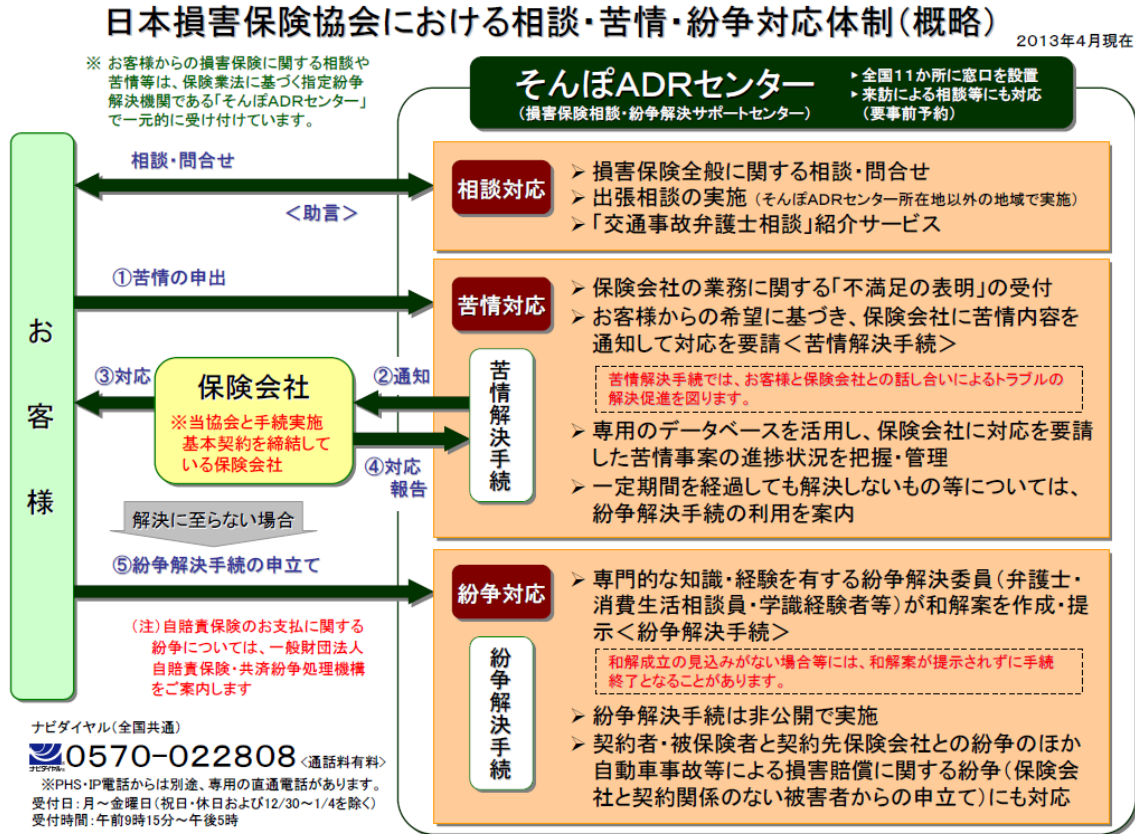 日本損害保険協会における相談・苦情・紛争対応体制(概略)
2013年4月現在
※ お客様からの損害保険に関する相談や
苦情等は、保険業法に基づく指定紛争
解決機関である「そんぽADRセンター」
で一元的に受け付けています。
そんぽADRセンター
(損害保険相談・紛争解決サポートセンター)
▶全国11か所に窓口を設置
▶来訪による相談等にも対応
(要事前予約)
お客様
相談・問合せ
<助言>
相談対応
➢ 損害保険全般に関する相談・問合せ
➢ 出張相談の実施 (そんぽADRセンター所在地以外の地域で実施)
➢ 「交通事故弁護士相談」紹介サービス
①苦情の申出
苦情対応
➢ 保険会社の業務に関する「不満足の表明」の受付
➢ お客様からの希望に基づき、保険会社に苦情内容を
通知して対応を要請<苦情解決手続>
苦情解決手続では、お客様と保険会社との話し合いによるトラブルの
解決促進を図ります。
➢ 専用のデータベースを活用し、保険会社に対応を要請
した苦情事案の進捗状況を把握・管理
➢ 一定期間を経過しても解決しないもの等については、
紛争解決手続の利用を案内
苦情解決手続
②通知
③対応
保険会社
※当協会と手続実施
基本契約を締結して
いる保険会社
④対応
報告
解決に至らない場合
⑤紛争解決手続の申立て
紛争対応
➢ 専門的な知識・経験を有する紛争解決委員(弁護士・
消費生活相談員・学識経験者等)が和解案を作成・提
示<紛争解決手続>
和解成立の見込みがない場合等には、和解案が提示されずに手続
終了となることがあります。
➢ 紛争解決手続は非公開で実施
➢ 契約者・被保険者と契約先保険会社との紛争のほか
自動車事故等による損害賠償に関する紛争(保険会
社と契約関係のない被害者からの申立て)にも対応
紛争解決手続
(注)自賠責保険のお支払に関する
紛争については、一般財団法人
自賠責保険・共済紛争処理機構
をご案内します
ナビダイヤル(全国共通)
ナビダイヤル
0570-022808 <通話料有料>
※PHS・IP電話からは別途、専用の直通電話があります。
受付日:月~金曜日(祝日・休日および12/30~1/4を除く)
受付時間:午前9時15分~午後5時